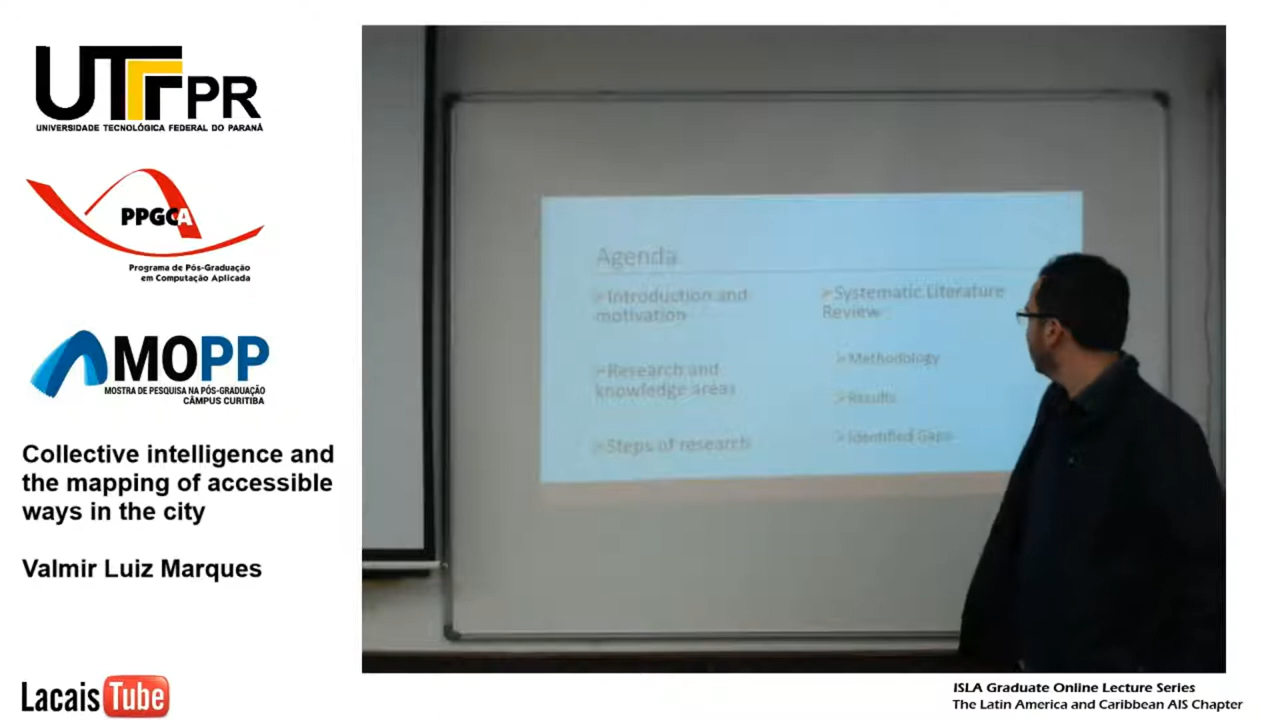 UTFPR
UNIVERSIDADE TECNOLÓGICA FEDERAL DO PARANÁ
PPGCA
Programa de Pós-Graduação
em Computação Aplicada
MOPP
MOSTRA DE PESQUISA NA PÓS-GRADUAÇÃO
CÂMPUS CURITIBA
Collective intelligence and
the mapping of accessible
ways in the city
Valmir Luiz Marques
LacaisTube
Agenda
Introduction and
motivation
Research and
knowledge areas
Steps of research
Systematic Literature
Review
Methodology
Results
Identified Gaps
ISLA Graduate Online Lecture Series
The Latin America and Caribbean AIS Chapter